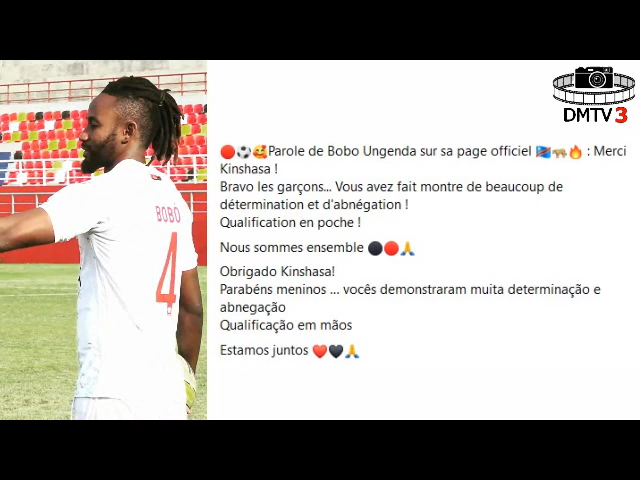 DMTV 3
🔴⚽🥰Parole de Bobo Ungenda sur sa page officiel 🇨🇩🐅🔥 : Merci
Kinshasa !
Bravo les garçons... Vous avez fait montre de beaucoup de
détermination et d'abnégation !
Qualification en poche !
Nous sommes ensemble ⚫🔴🙏
Obrigado Kinshasa!
Parabéns meninos ... vocês demonstraram muita determinação e
abnegação
Qualificação em mãos
Estamos juntos ❤️🖤🙏
BOBO
4